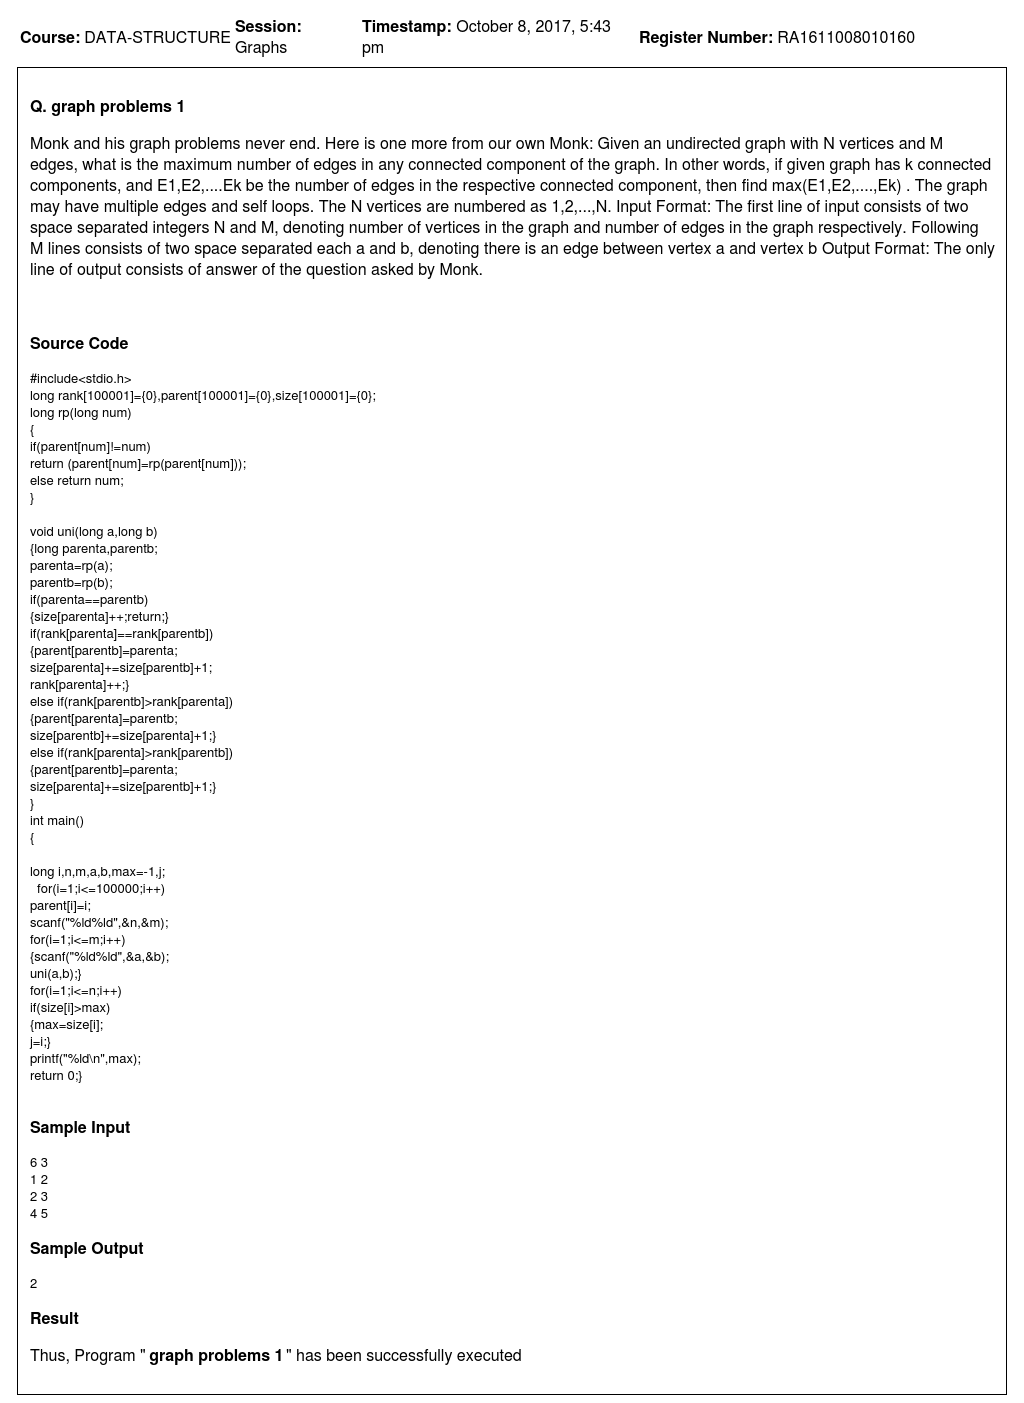 Course: DATA-STRUCTURE Session: Graphs Timestamp: October 8, 2017, 5:43 pm Register Number: RA1611008010160
Q. graph problems 1
Monk and his graph problems never end. Here is one more from our own Monk: Given an undirected graph with N vertices and M
edges, what is the maximum number of edges in any connected component of the graph. In other words, if given graph has k connected
components, and E1,E2,....Ek be the number of edges in the respective connected component, then find max(E1,E2,....,Ek) . The graph
may have multiple edges and self loops. The N vertices are numbered as 1,2,...,N. Input Format: The first line of input consists of two
space separated integers N and M, denoting number of vertices in the graph and number of edges in the graph respectively. Following
M lines consists of two space separated each a and b, denoting there is an edge between vertex a and vertex b Output Format: The only
line of output consists of answer of the question asked by Monk.
Source Code
#include<stdio.h>
long rank[100001]={0},parent[100001]={0},size[100001]={0};
long rp(long num)
{
if(parent[num]!=num)
return (parent[num]=rp(parent[num]));
else return num;
}
void uni(long a,long b)
{long parenta,parentb;
parenta=rp(a);
parentb=rp(b);
if(parenta==parentb)
{size[parenta]++;return;}
if(rank[parenta]==rank[parentb])
{parent[parentb]=parenta;
size[parenta]+=size[parentb]+1;
rank[parenta]++;}
else if(rank[parentb]>rank[parenta])
{parent[parenta]=parentb;
size[parentb]+=size[parenta]+1;}
else if(rank[parenta]>rank[parentb])
{parent[parentb]=parenta;
size[parenta]+=size[parentb]+1;}
}
int main()
{
long i,n,m,a,b,max=-1,j;
for(i=1;i<=100000;i++)
parent[i]=i;
scanf("%ld%ld",&n,&m);
for(i=1;i<=m;i++)
{scanf("%ld%ld",&a,&b);
uni(a,b);}
for(i=1;i<=n;i++)
if(size[i]>max)
{max=size[i];
j=i;}
printf("%ld\n",max);
return 0;}
Sample Input
6 3
1 2
2 3
4 5
Sample Output
2
Result
Thus, Program " graph problems 1 " has been successfully executed